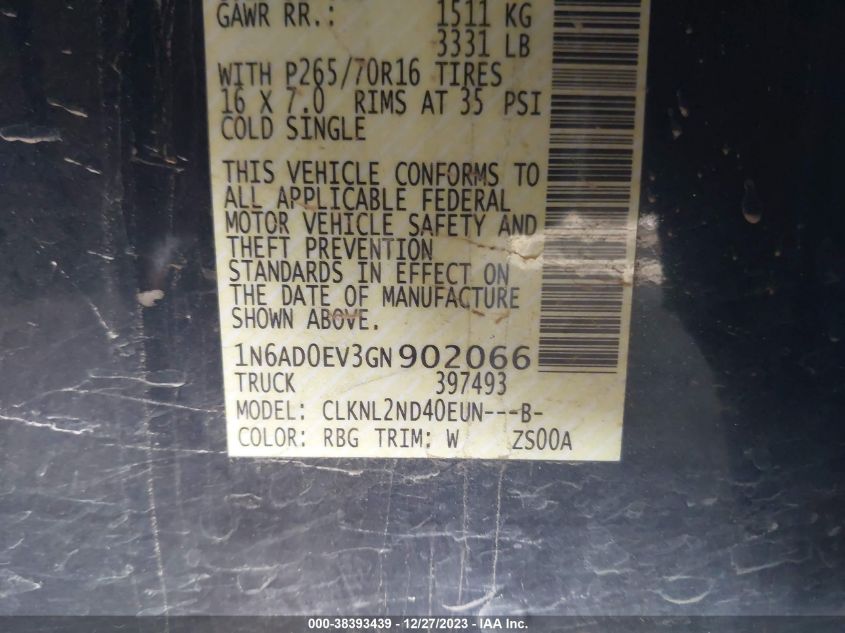 GAWR RR.: 1511 KG
3331 LB
WITH P265/70R16 TIRES
16 X 7.0 RIMS AT 35 PSI
COLD SINGLE
THIS VEHICLE CONFORMS TO
ALL APPLICABLE FEDERAL
MOTOR VEHICLE SAFETY AND
THEFT PREVENTION
STANDARDS IN EFFECT ON
THE DATE OF MANUFACTURE
SHOWN ABOVE.
1N6AD0EV3GN902066
TRUCK 397493
MODEL: CLKNL2ND40EUN---B-
COLOR: RBG TRIM: W ZS00A
000-38393439 - 12/27/2023 - IAA Inc.